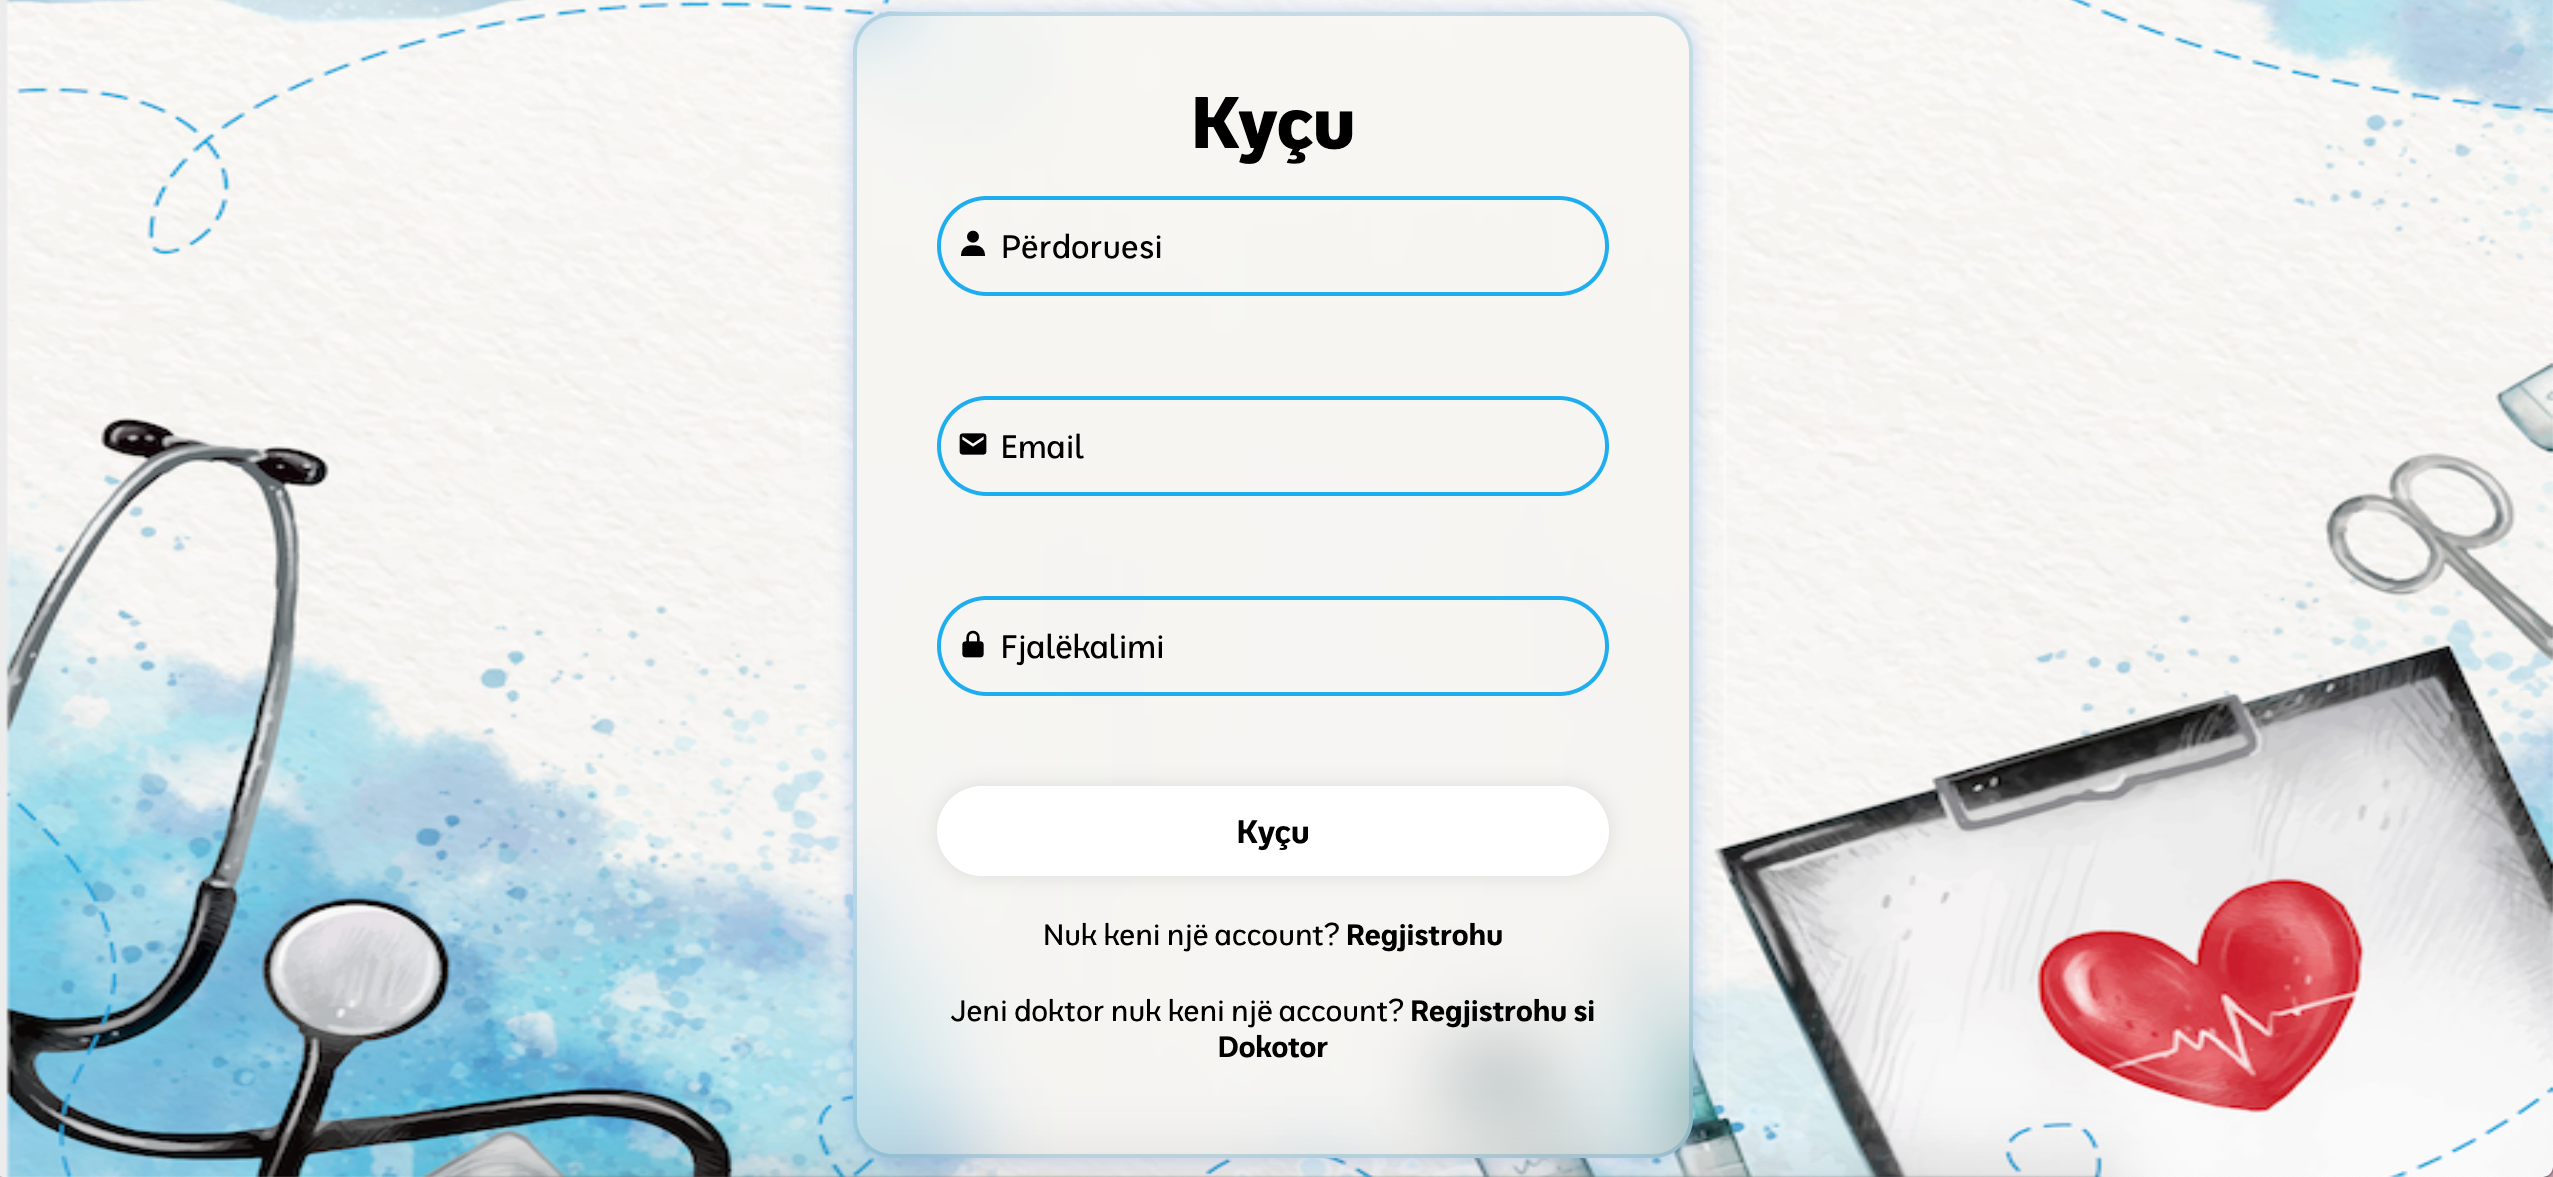 Kyçu
Përdoruesi
Email
Fjalëkalimi
Kyçu
Nuk keni një account? Regjistrohu
Jeni doktor nuk keni një account? Regjistrohu si
Dokotor